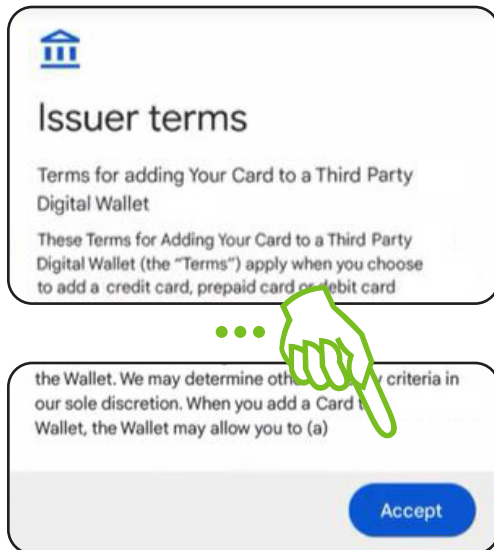 Issuer terms
Terms for adding Your Card to a Third Party
Digital Wallet
These Terms for Adding Your Card to a Third Party
Digital Wallet (the “Terms”) apply when you choose
to add a credit card, prepaid card or debit card
the Wallet. We may determine criteria in
our sole discretion. When you add a Card
Wallet, the Wallet may allow you to (a)
Accept